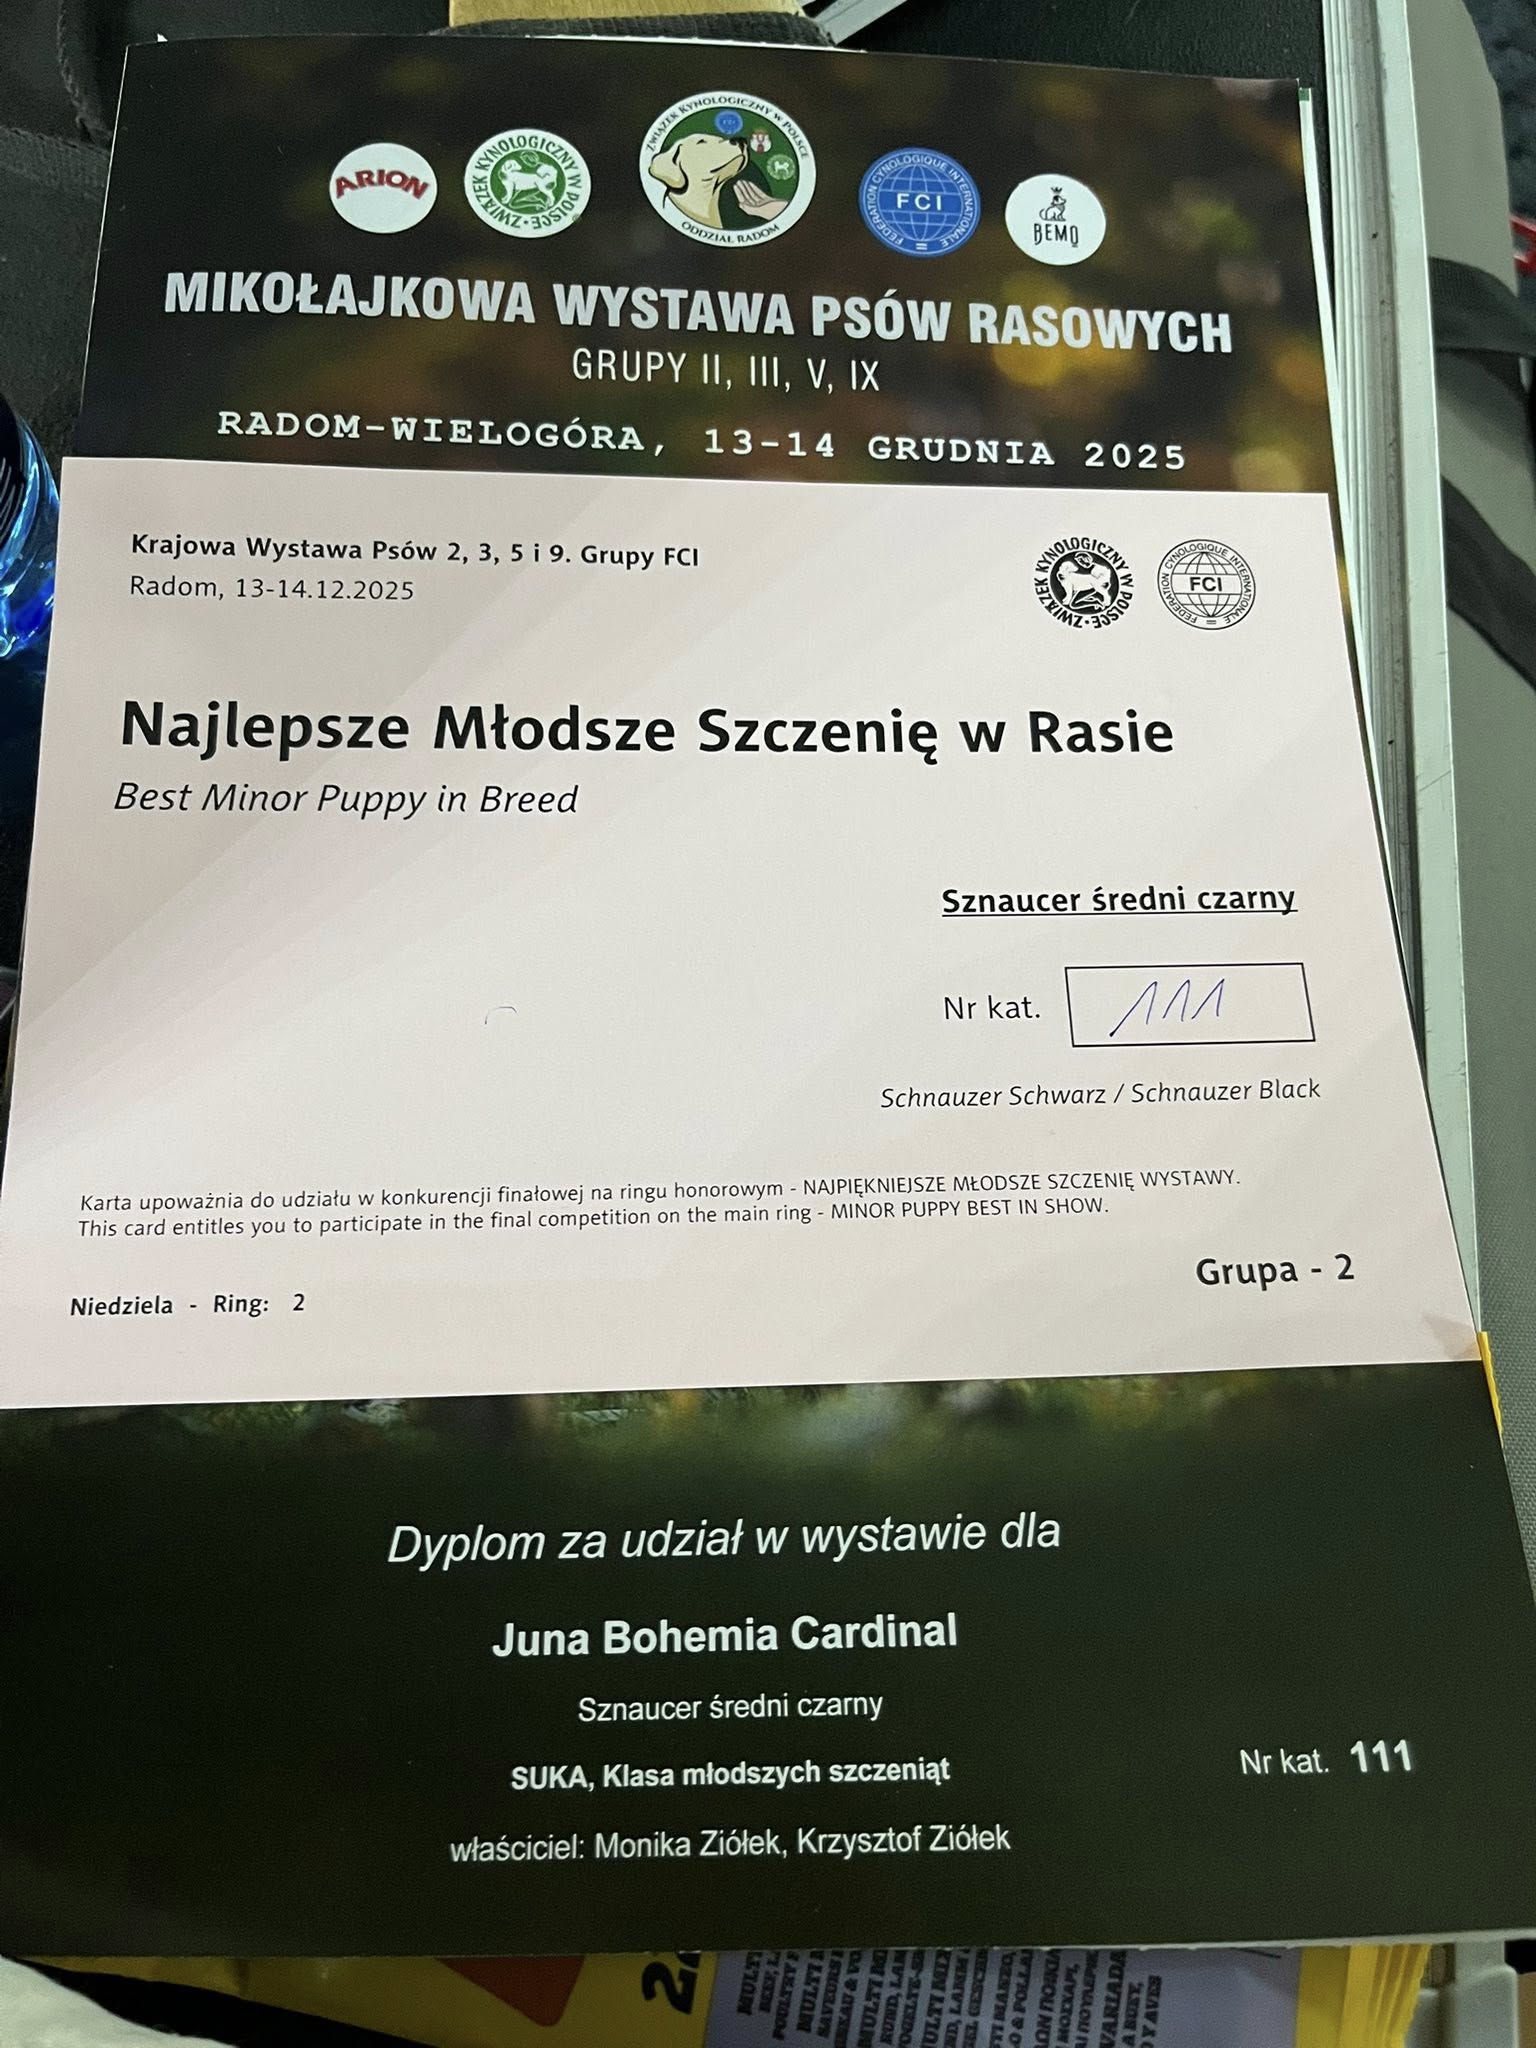 ARION
ZWIĄZEK KYNOLOGICZNY W POLSCE
ZWIĄZEK KYNOLOGICZNY W POLSCE
FCI
ODDZIAŁ RADOM
FEDERATION CYNOLOGIQUE INTERNATIONALE
FCI
BEMO
MIKOŁAJKOWA WYSTAWA PSÓW RASOWYCH
GRUPY II, III, V, IX
RADOM-WIELOGÓRA, 13-14 GRUDNIA 2025
Krajowa Wystawa Psów 2, 3, 5 i 9. Grupy FCI
Radom, 13-14.12.2025
ZWIĄZEK KYNOLOGICZNY W POLSCE
FEDERATION CYNOLOGIQUE INTERNATIONALE
FCI
Najlepsze Młodsze Szczenię w Rasie
Best Minor Puppy in Breed
Sznaucer średni czarny
Nr kat. 111
Schnauzer Schwarz / Schnauzer Black
Karta upoważnia do udziału w konkurencji finałowej na ringu honorowym - NAJPIĘKNIEJSZE MŁODSZE SZCZENIĘ WYSTAWY.
This card entitles you to participate in the final competition on the main ring - MINOR PUPPY BEST IN SHOW.
Grupa - 2
Niedziela - Ring: 2
Dyplom za udział w wystawie dla
Juna Bohemia Cardinal
Sznaucer średni czarny
SUKA, Klasa młodszych szczeniąt
Nr kat. 111
właściciel: Monika Ziółek, Krzysztof Ziółek